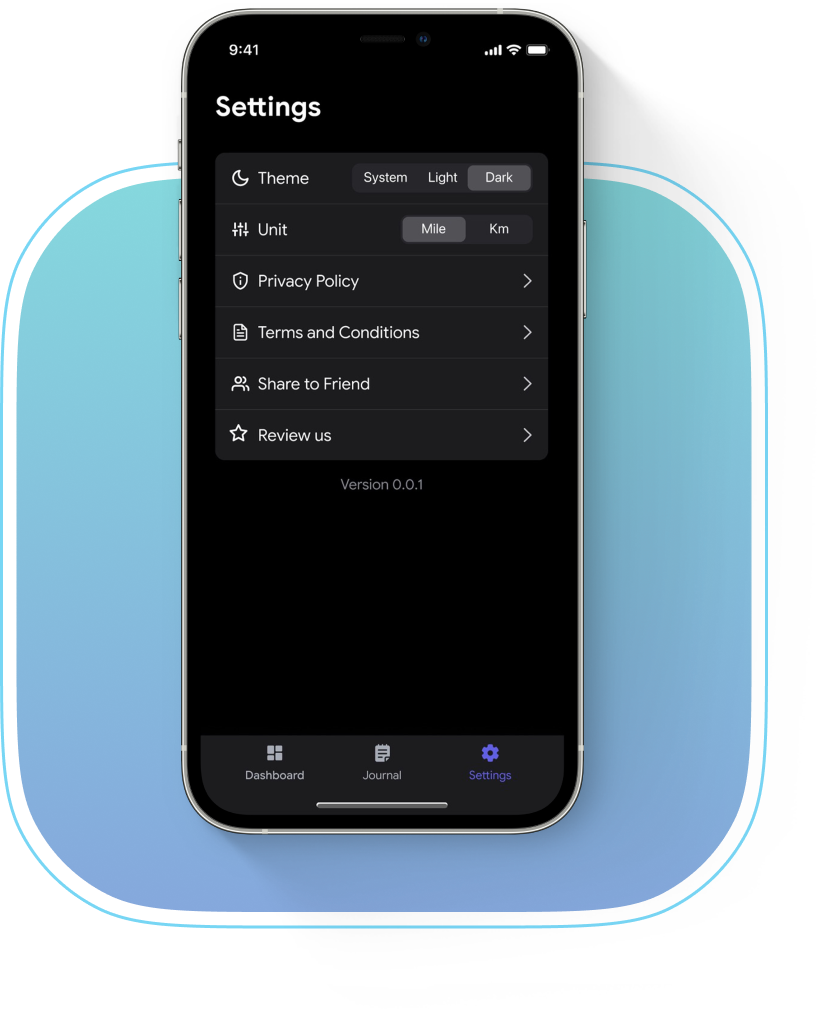 9:41
Settings
Theme System Light Dark
Unit Mile Km
Privacy Policy
Terms and Conditions
Share to Friend
Review us
Version 0.0.1
Dashboard Journal Settings